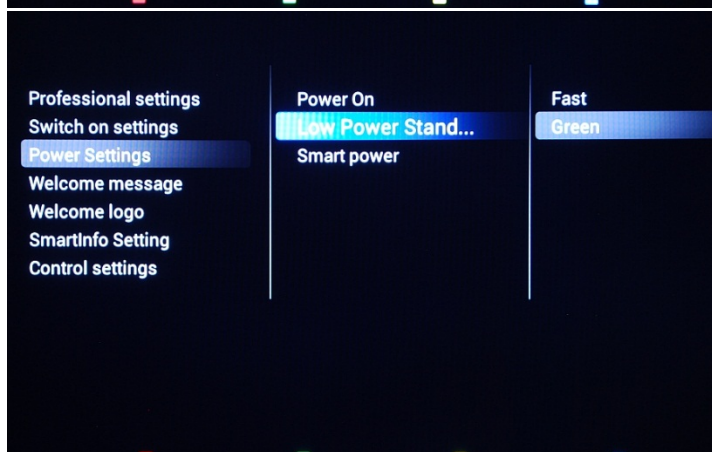 Professional settings
Switch on settings
Power Settings
Welcome message
Welcome logo
SmartInfo Setting
Control settings
Power On
Low Power Stand...
Smart power
Fast
Green